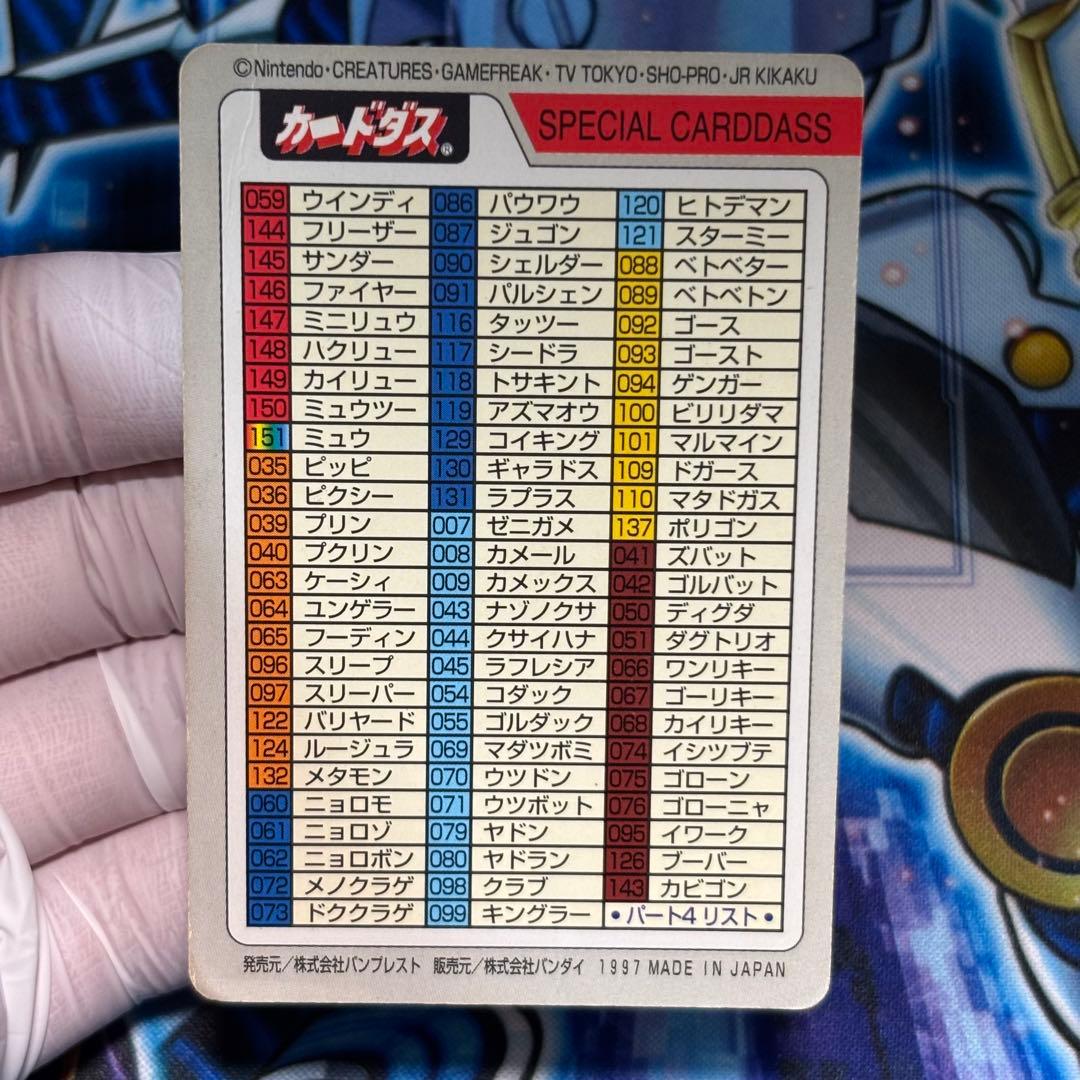 ©Nintendo・CREATURES・GAMEFREAK・TV TOKYO・SHO-PRO・JR KIKAKU
カードダス® SPECIAL CARDDASS
059 ウインディ 086 パウワウ 120 ヒトデマン
144 フリーザー 087 ジュゴン 121 スターミー
145 サンダー 090 シェルダー 088 ベトベター
146 ファイヤー 091 パルシェン 089 ベトベトン
147 ミニリュウ 116 タッツー 092 ゴース
148 ハクリュー 117 シードラ 093 ゴースト
149 カイリュー 118 トサキント 094 ゲンガー
150 ミュウツー 119 アズマオウ 100 ビリリダマ
151 ミュウ 129 コイキング 101 マルマイン
035 ピッピ 130 ギャラドス 109 ドガース
036 ピクシー 131 ラプラス 110 マタドガス
039 プリン 007 ゼニガメ 137 ポリゴン
040 プクリン 008 カメール 041 ズバット
063 ケーシィ 009 カメックス 042 ゴルバット
064 ユンゲラー 043 ナゾノクサ 050 ディグダ
065 フーディン 044 クサイハナ 051 ダグトリオ
096 スリープ 045 ラフレシア 066 ワンリキー
097 スリーパー 054 コダック 067 ゴーリキー
122 バリヤード 055 ゴルダック 068 カイリキー
124 ルージュラ 069 マダツボミ 074 イシツブテ
132 メタモン 070 ウツドン 075 ゴローン
060 ニョロモ 071 ウツボット 076 ゴローニャ
061 ニョロゾ 079 ヤドン 095 イワーク
062 ニョロボン 080 ヤドラン 126 ブーバー
072 メノクラゲ 098 クラブ 143 カビゴン
073 ドククラゲ 099 キングラー •パート4 リスト•
発売元／株式会社バンプレスト 販売元／株式会社バンダイ 1997 MADE IN JAPAN